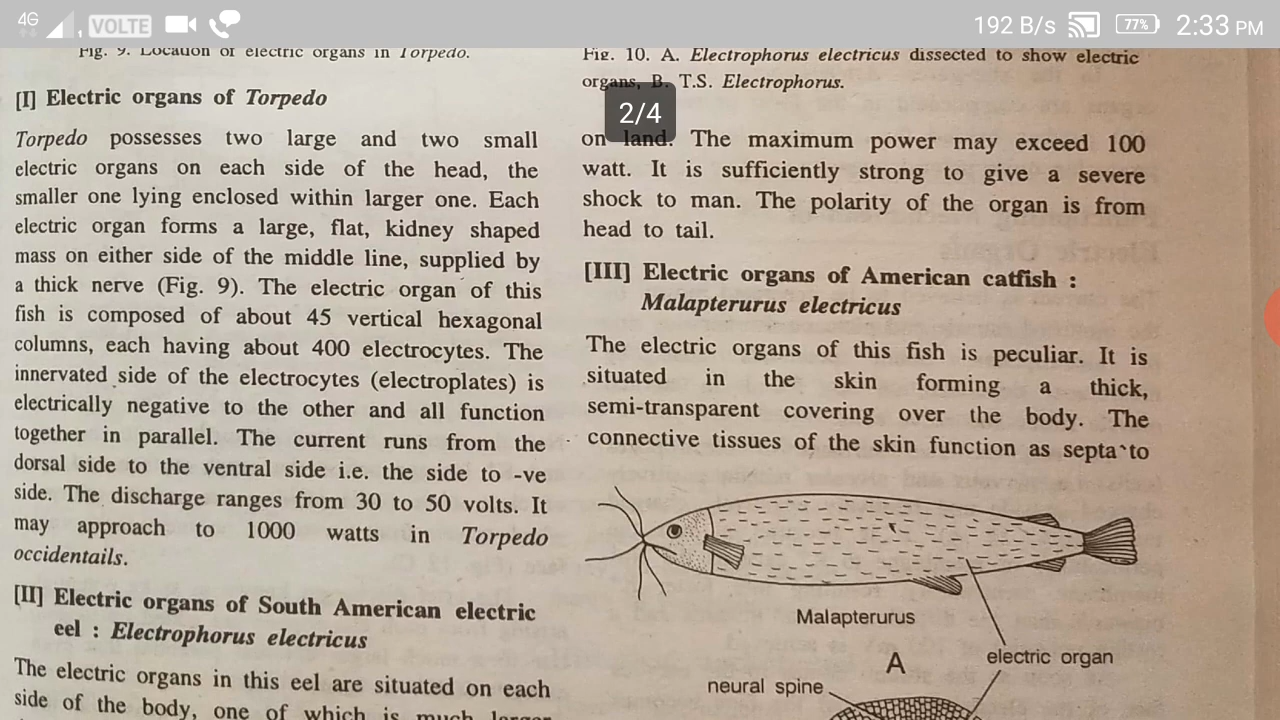 4G
VOLTE
192 B/s
77%
2:33 PM
2/4
Fig. 9. Location of electric organs in Torpedo.
[I] Electric organs of Torpedo
Torpedo possesses two large and two small
electric organs on each side of the head, the
smaller one lying enclosed within larger one. Each
electric organ forms a large, flat, kidney shaped
mass on either side of the middle line, supplied by
a thick nerve (Fig. 9). The electric organ of this
fish is composed of about 45 vertical hexagonal
columns, each having about 400 electrocytes. The
innervated side of the electrocytes (electroplates) is
electrically negative to the other and all function
together in parallel. The current runs from the
dorsal side to the ventral side i.e. the side to -ve
side. The discharge ranges from 30 to 50 volts. It
may approach to 1000 watts in Torpedo
occidentails.
[II] Electric organs of South American electric
eel : Electrophorus electricus
The electric organs in this eel are situated on each
side of the body, one of which is much larger
Fig. 10. A. Electrophorus electricus dissected to show electric
organs, B. T.S. Electrophorus.
on land. The maximum power may exceed 100
watt. It is sufficiently strong to give a severe
shock to man. The polarity of the organ is from
head to tail.
[III] Electric organs of American catfish :
Malapterurus electricus
The electric organs of this fish is peculiar. It is
situated in the skin forming a thick,
semi-transparent covering over the body. The
connective tissues of the skin function as septa to
Malapterurus
A
electric organ
neural spine